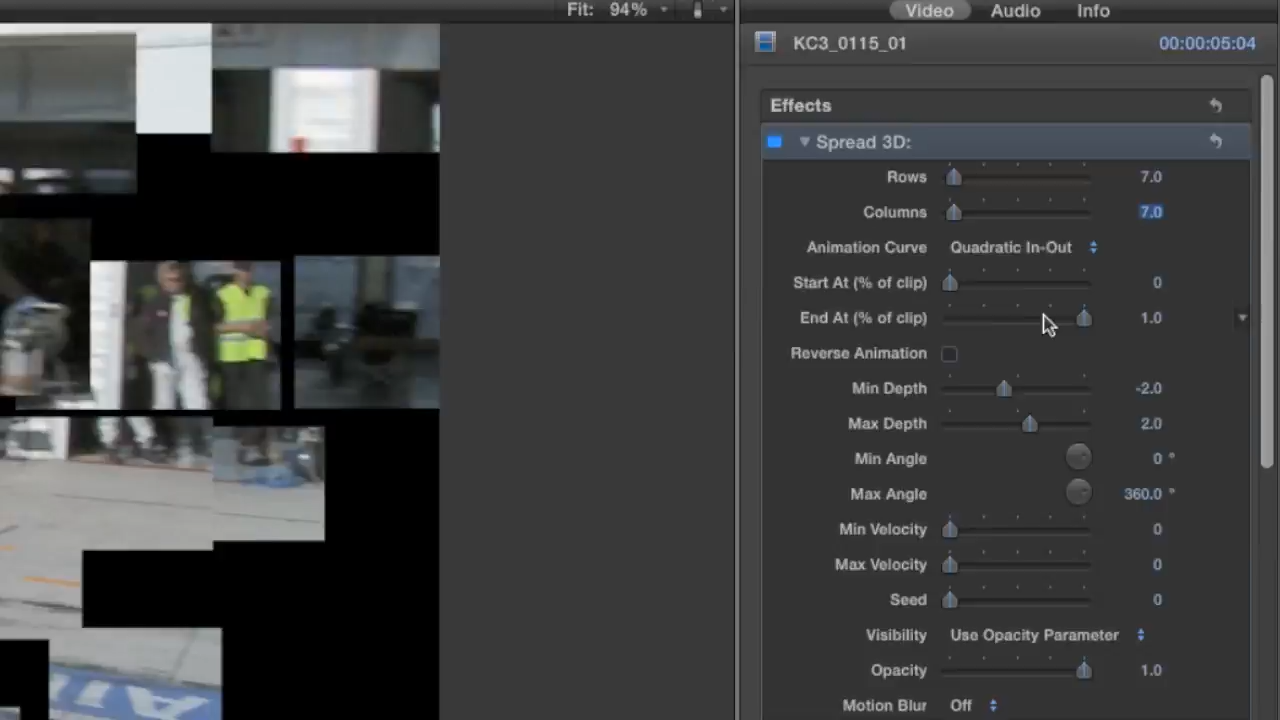 Fit: 94%
Video Audio Info
KC3_0115_01 00:00:05:04
Effects
Spread 3D:
Rows 7.0
Columns 7.0
Animation Curve Quadratic In-Out
Start At (% of clip) 0
End At (% of clip) 1.0
Reverse Animation
Min Depth -2.0
Max Depth 2.0
Min Angle 0 °
Max Angle 360.0 °
Min Velocity 0
Max Velocity 0
Seed 0
Visibility Use Opacity Parameter
Opacity 1.0
Motion Blur Off